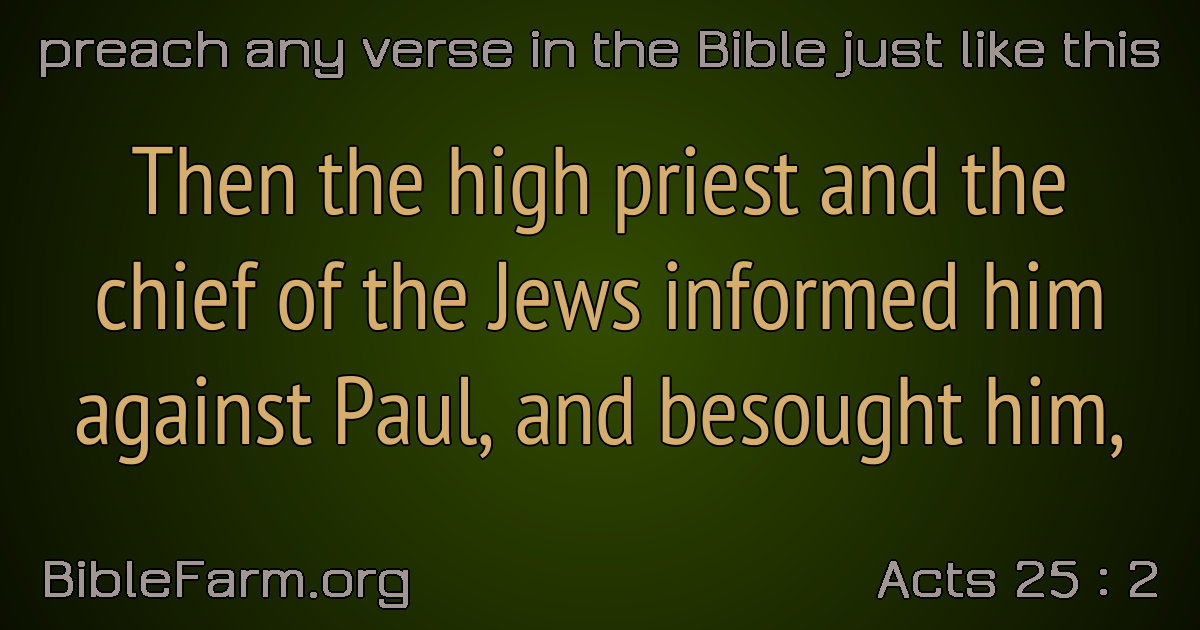 preach any verse in the Bible just like this
Then the high priest and the
chief of the Jews informed him
against Paul, and besought him,
BibleFarm.org
Acts 25 : 2